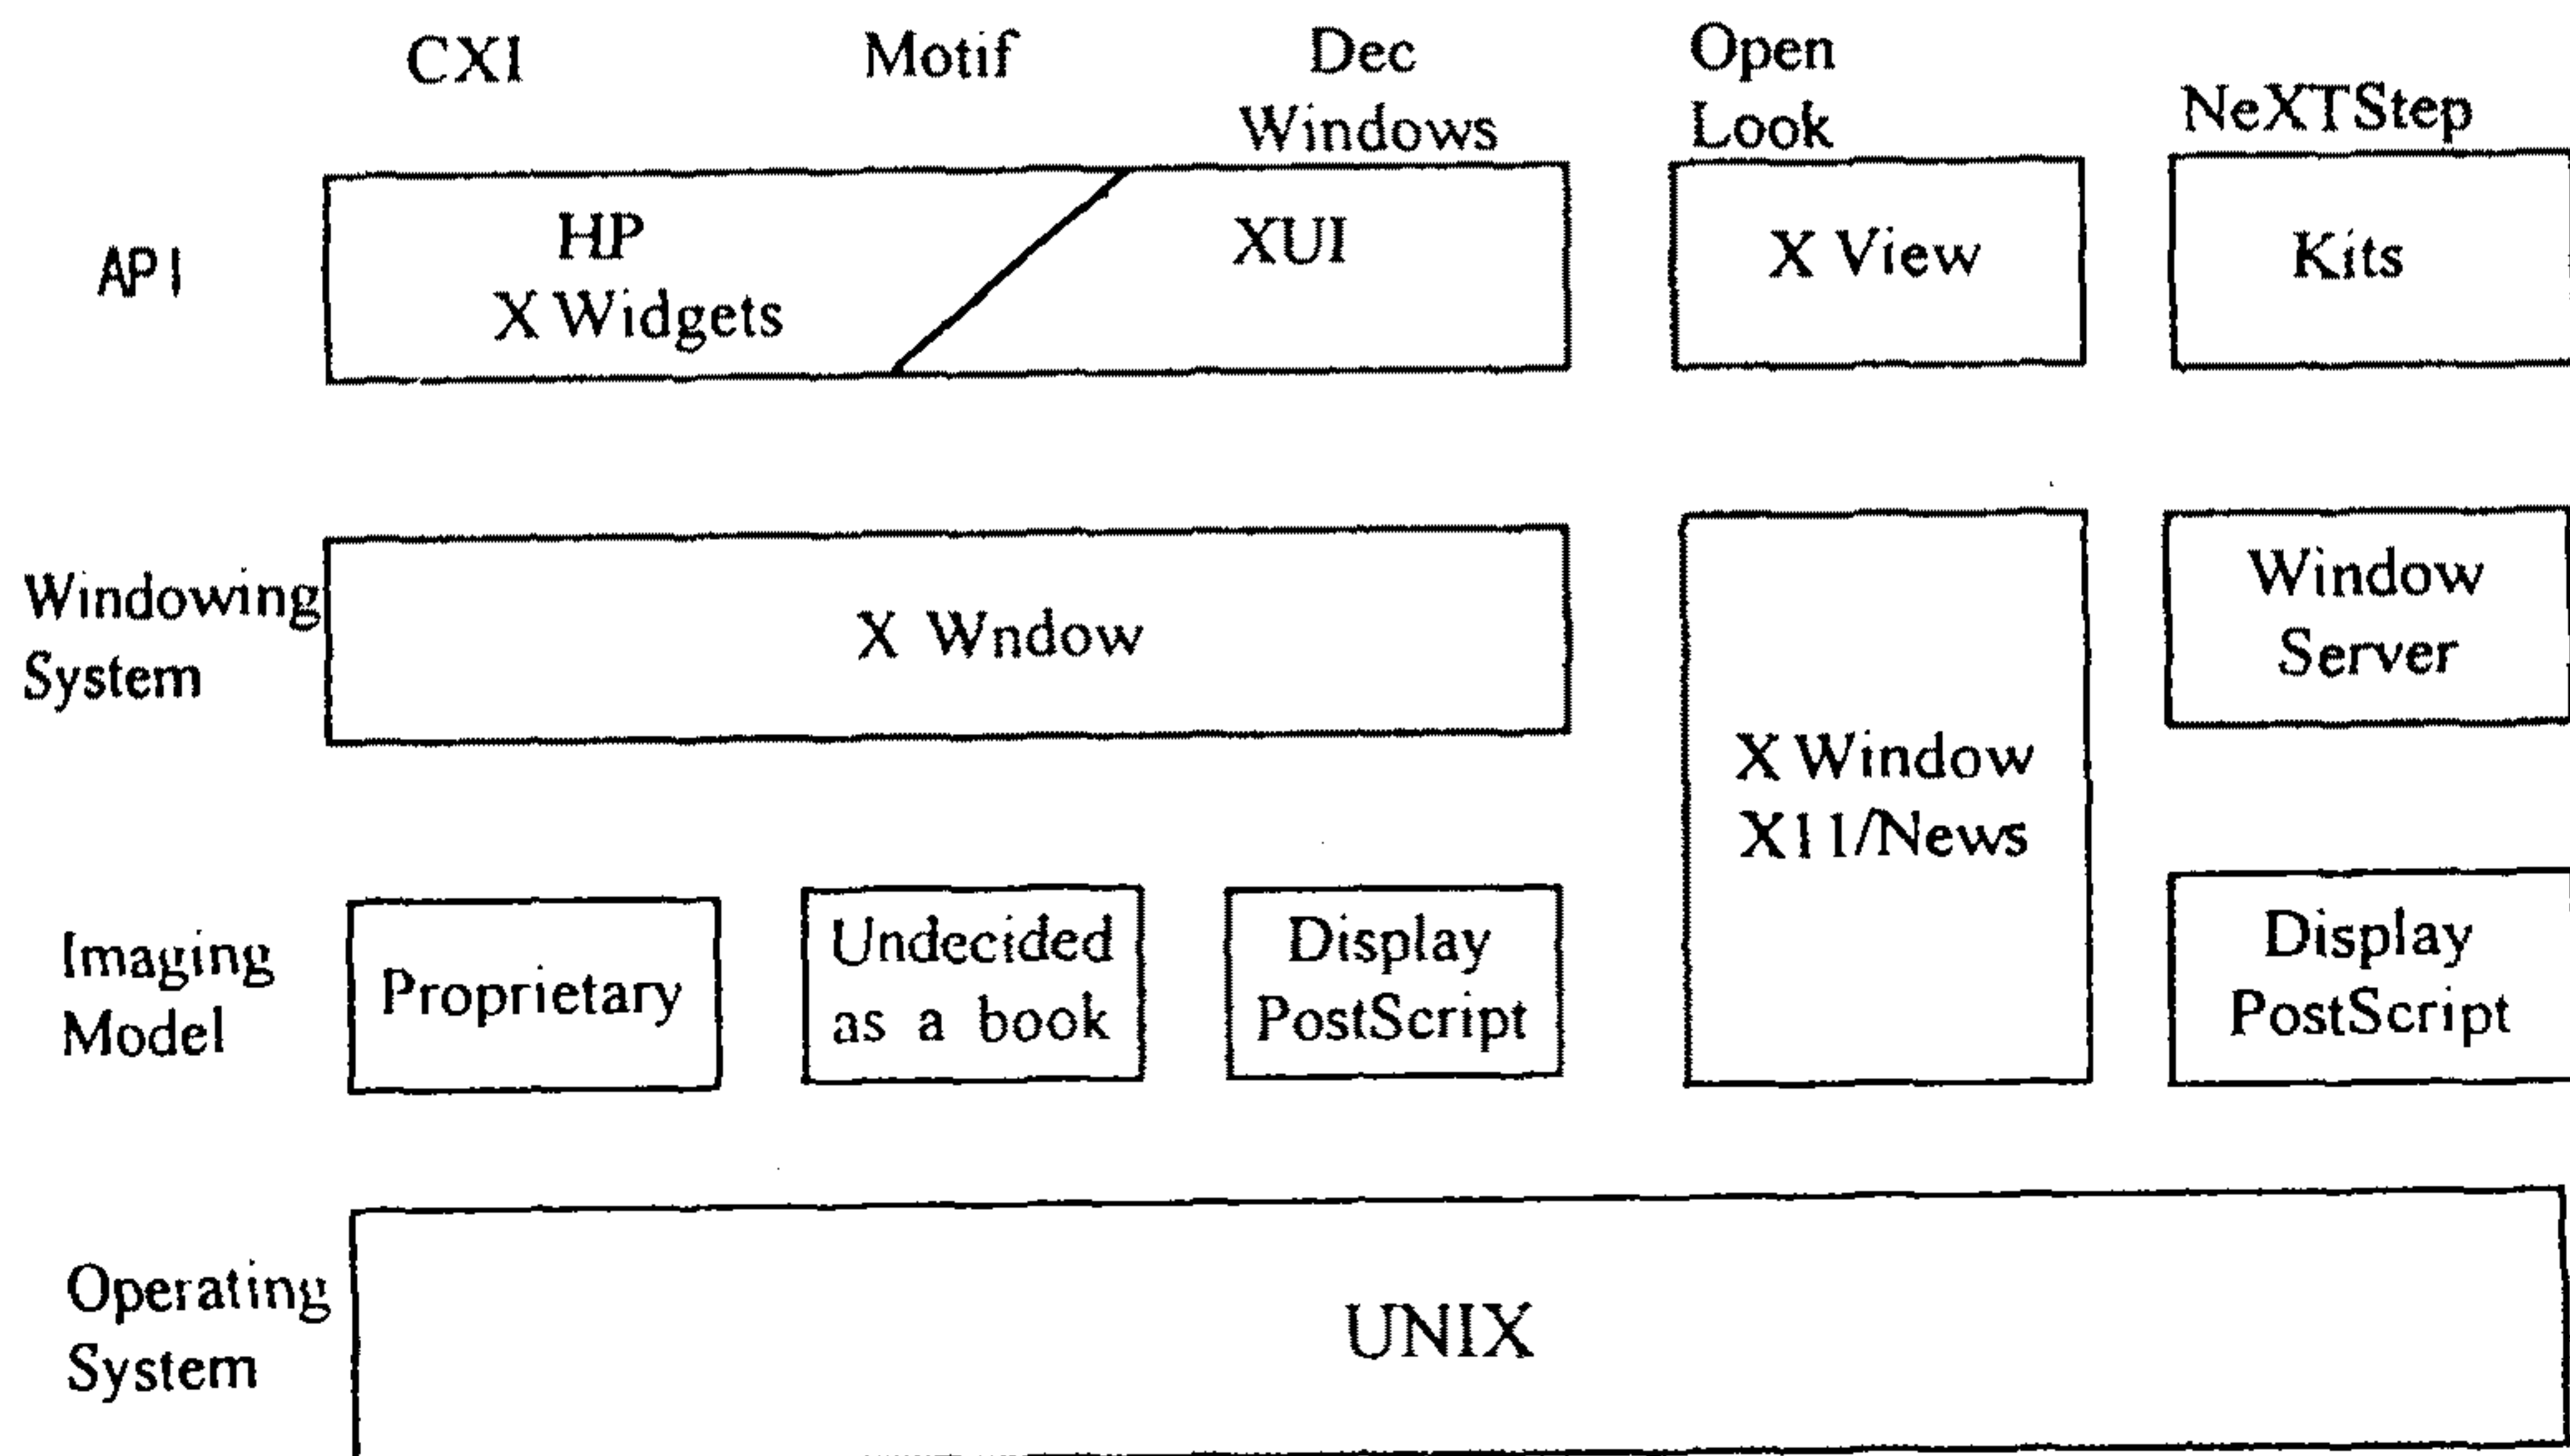 CXI
Motif
Dec
Windows
Open
Look
NeXTStep
API
HP
X Widgets
XUI
X View
Kits
Windowing
System
X Wndow
X Window
X11/News
Window
Server
Imaging
Model
Proprietary
Undecided
as a book
Display
PostScript
Display
PostScript
Operating
System
UNIX